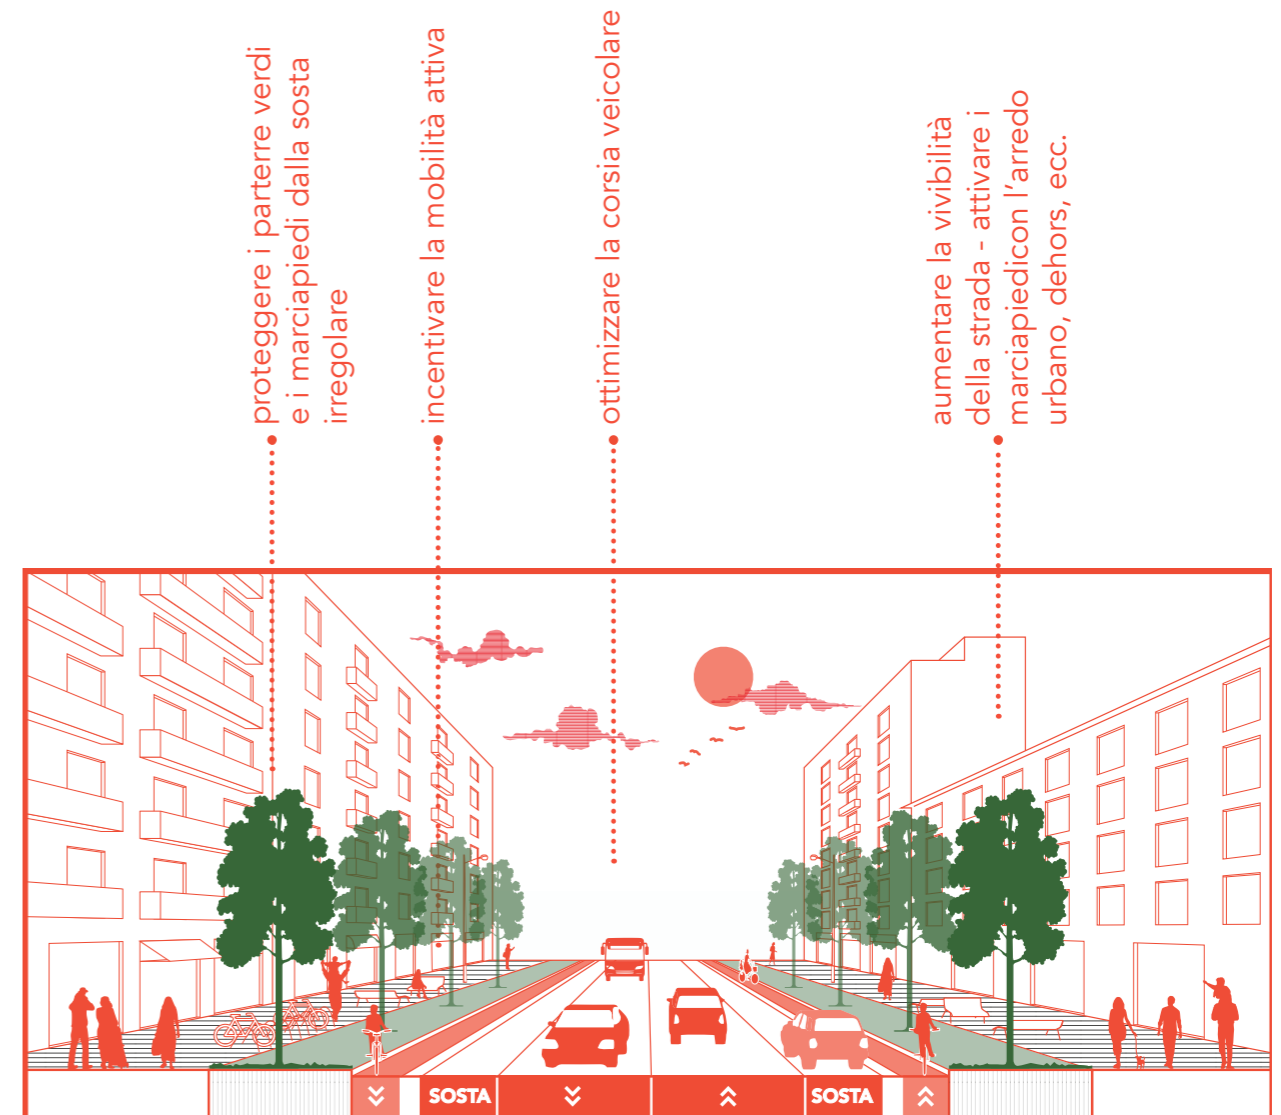 proteggere i parterre verdi
e i marciapiedi dalla sosta
irregolare
incentivare la mobilità attiva
ottimizzare la corsia veicolare
aumentare la vivibilità
della strada - attivare i
marciapiedicon l’arredo
urbano, dehors, ecc.
SOSTA
SOSTA